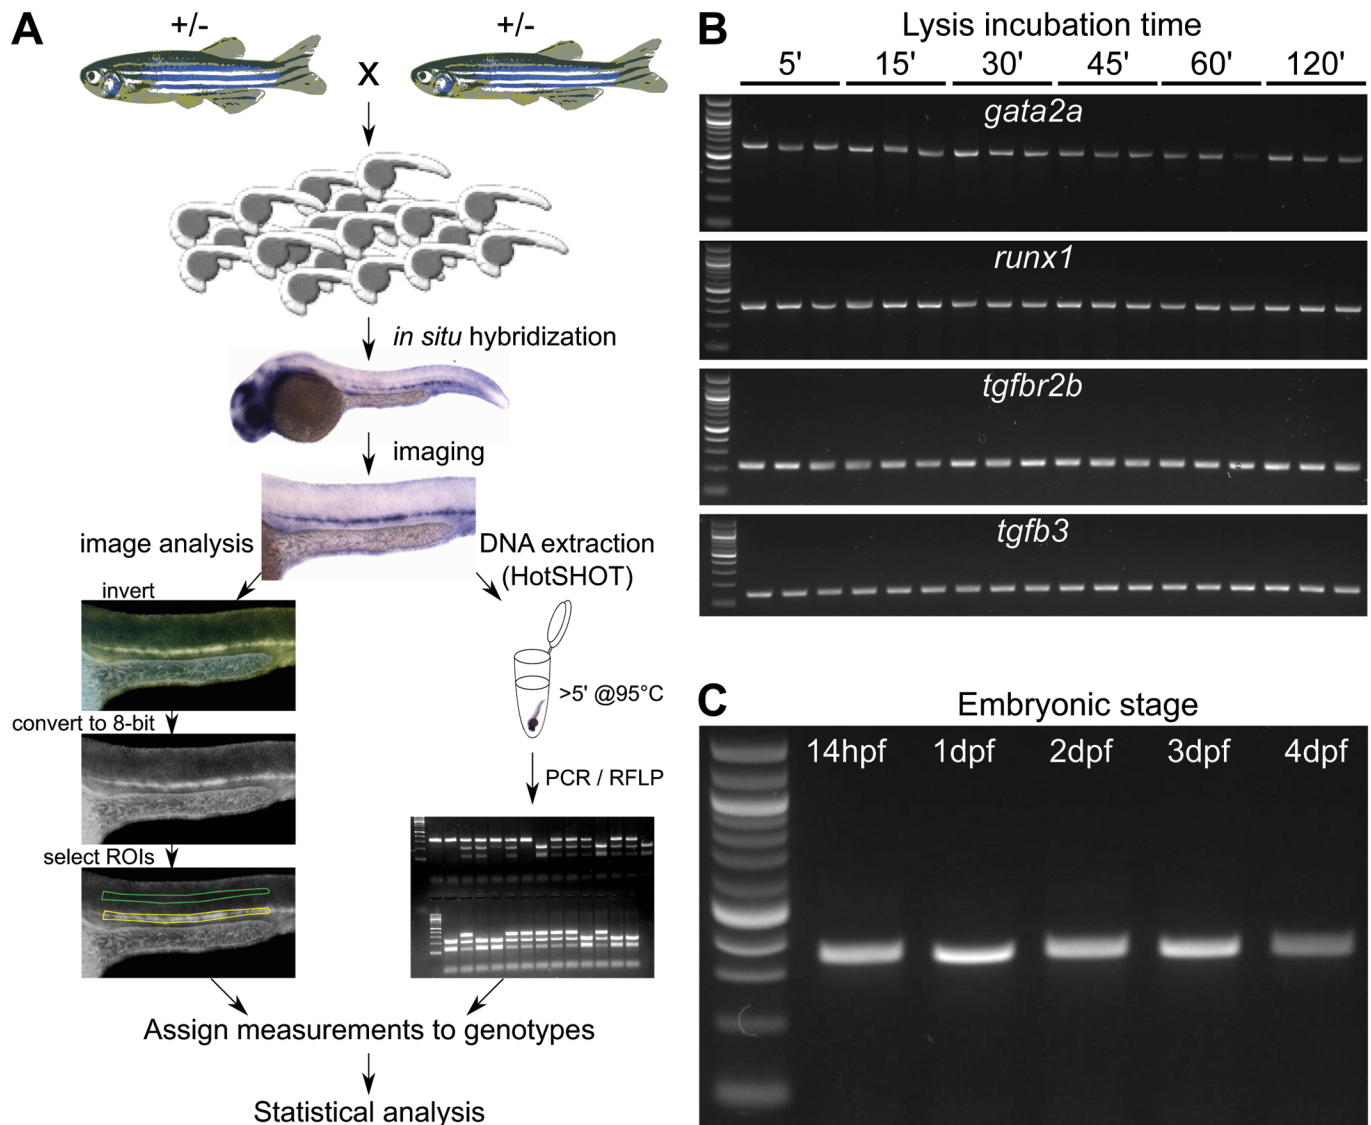 A
+/-
+/-
X
in situ hybridization
imaging
image analysis
DNA extraction
(HotSHOT)
invert
>5' @95°C
convert to 8-bit
PCR / RFLP
select ROIs
Assign measurements to genotypes
Statistical analysis
B
Lysis incubation time
5' 15' 30' 45' 60' 120'
gata2a
runx1
tgfbr2b
tgfb3
C
Embryonic stage
14hpf 1dpf 2dpf 3dpf 4dpf